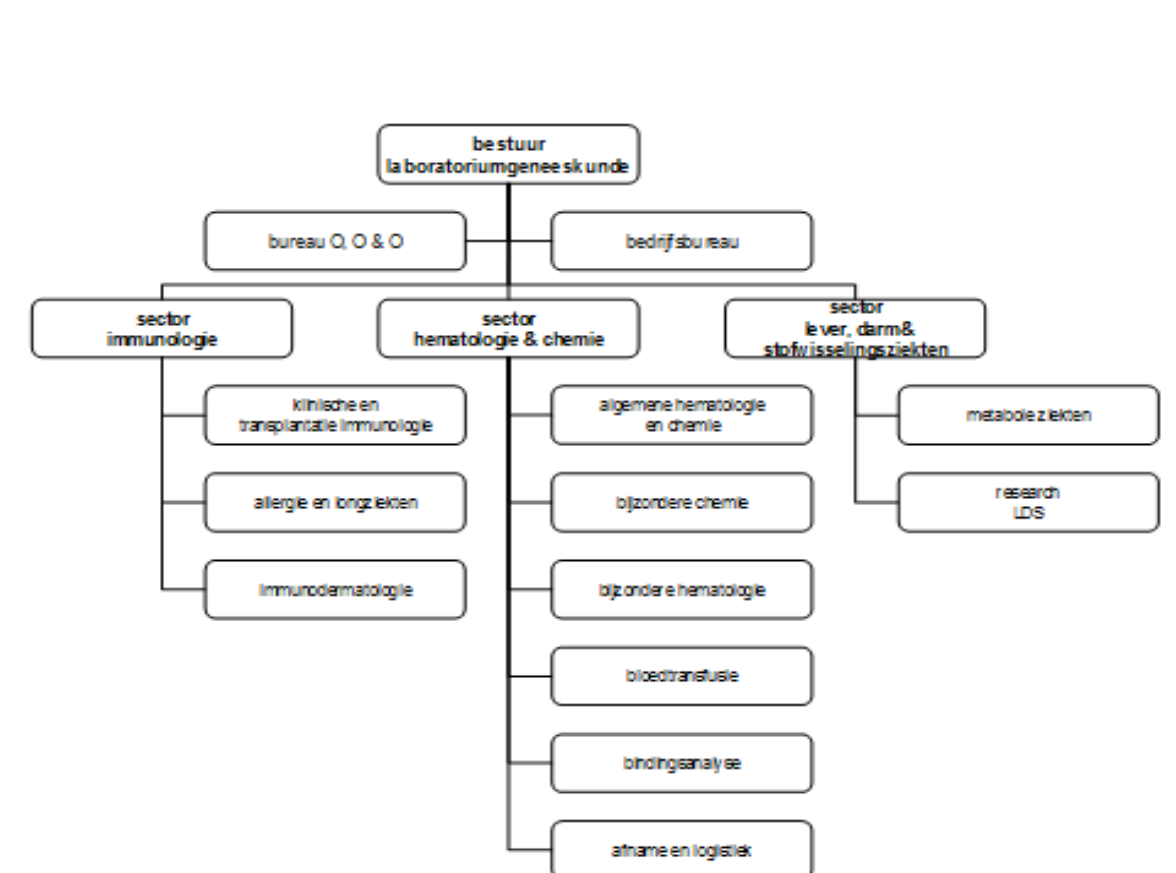 bestuur
laboratoriumgeneeskunde
bureau O, O & O
bedrijfsbureau
sector
immunologie
sector
hematologie & chemie
sector
lever, darm&
stofwisselingsziekten
klinische en
transplantatie immunologie
algemene hematologie
en chemie
metabole ziekten
allergie en longziekten
bijzondere chemie
research
LDS
immunodermatologie
bijzondere hematologie
bloedtransfusie
bindingsanalyse
afname en logistiek